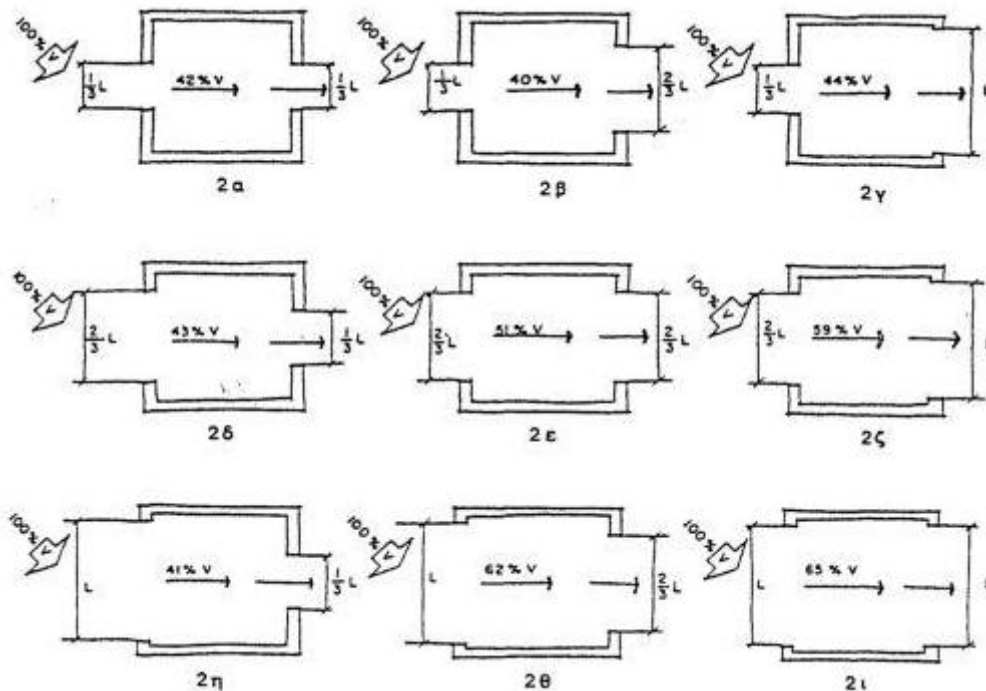 100% V 100% V 100% V
1/3 L 42% V 1/3 L 1/3 L 40% V 2/3 L 1/3 L 44% V L
2α 2β 2γ
100% V 100% V 100% V
2/3 L 43% V 1/3 L 2/3 L 51% V 2/3 L 2/3 L 59% V
2δ 2ε 2ζ
100% V 100% V 100% V
L 41% V 1/3 L L 62% V 2/3 L L 65% V
2η 2θ 2ι